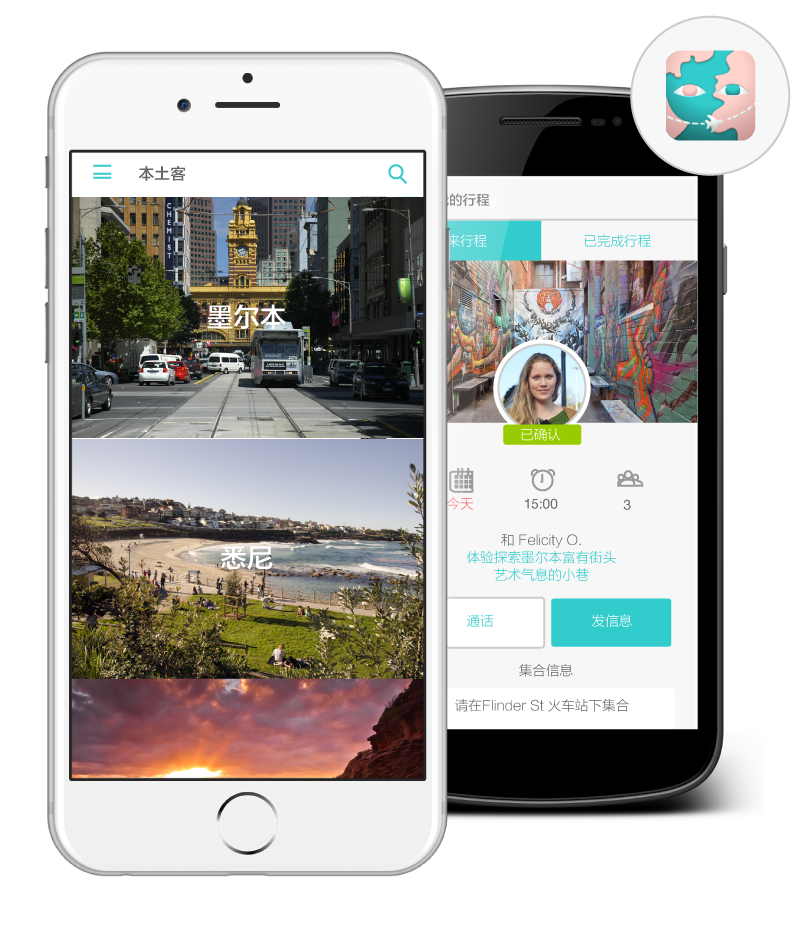 本土客
CHEMIST
墨尔本
悉尼
的行程
来行程
已完成行程
已确认
今天
15:00
3
和 Felicity O.
体验探索墨尔本富有街头
艺术气息的小巷
通话
发信息
集合信息
请在Flinder St 火车站下集合